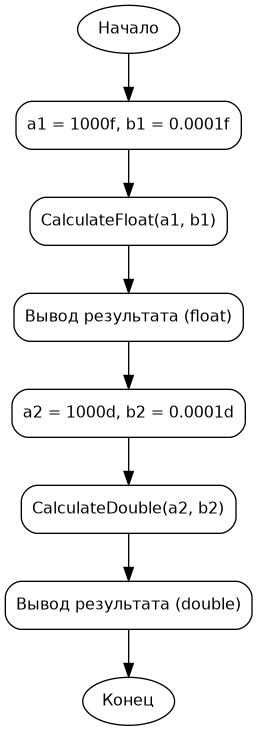 Начало
a1 = 1000f, b1 = 0.0001f
CalculateFloat(a1, b1)
Вывод результата (float)
a2 = 1000d, b2 = 0.0001d
CalculateDouble(a2, b2)
Вывод результата (double)
Конец